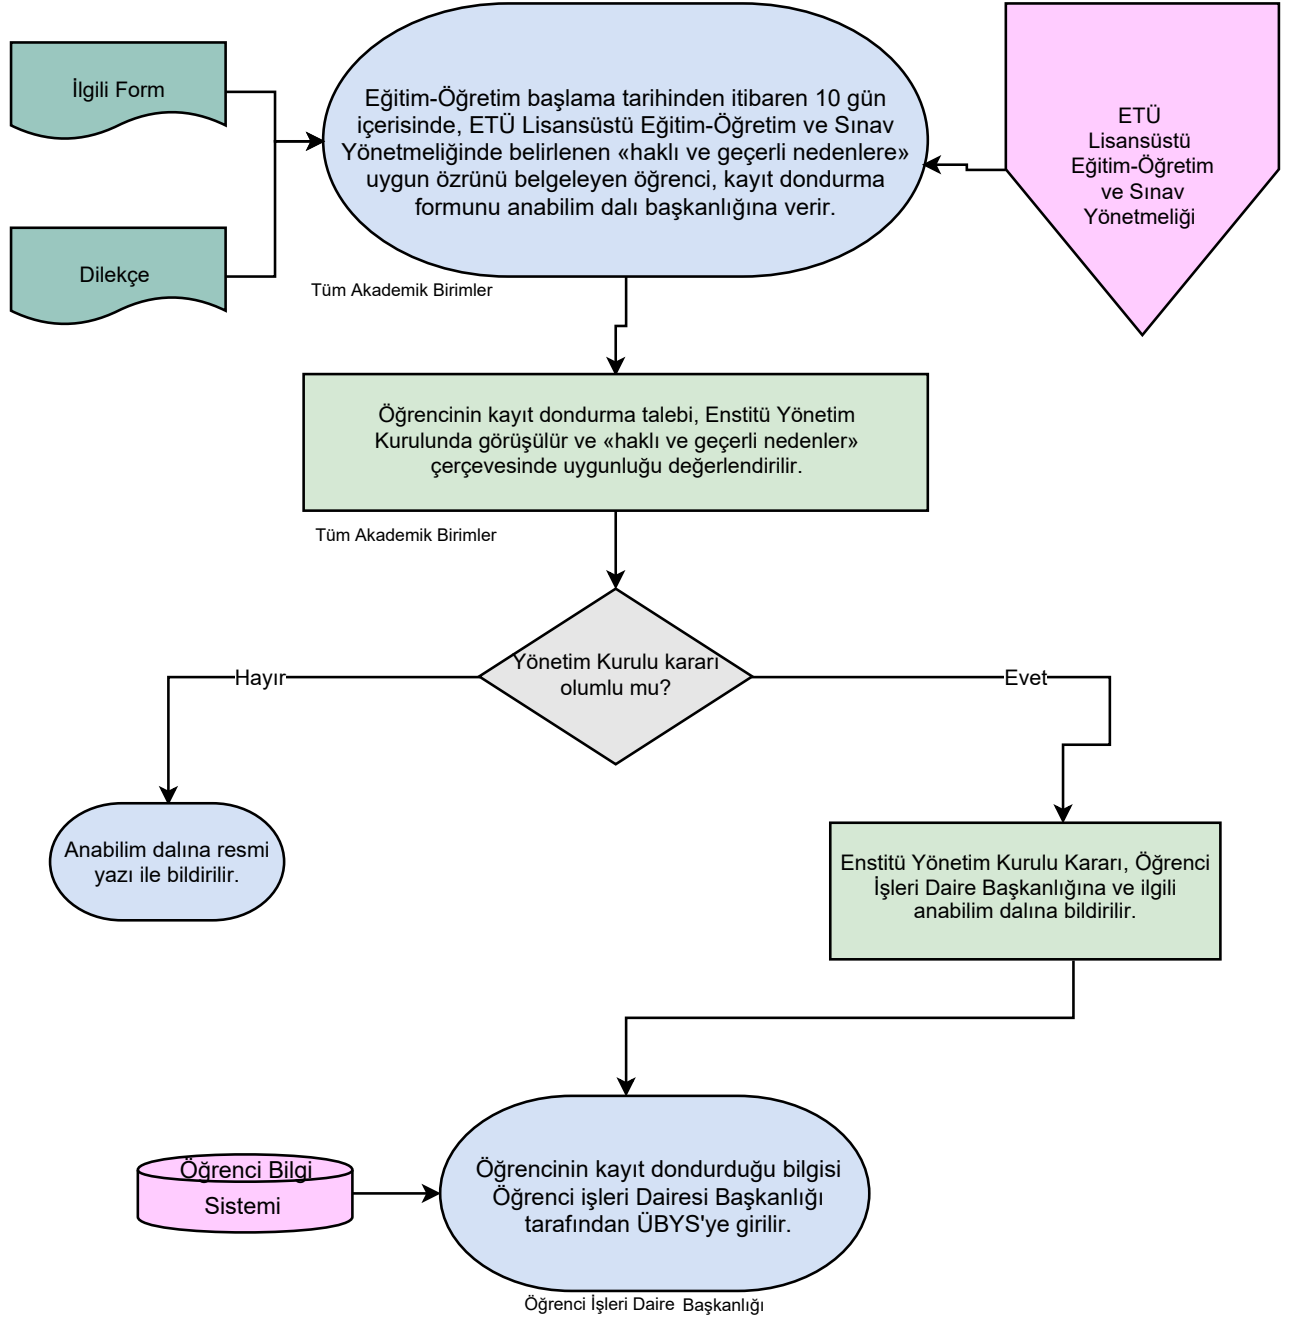 İlgili Form
Dilekçe
Eğitim-Öğretim başlama tarihinden itibaren 10 gün
içerisinde, ETÜ Lisansüstü Eğitim-Öğretim ve Sınav
Yönetmeliğinde belirlenen «haklı ve geçerli nedenlere»
uygun özrünü belgeleyen öğrenci, kayıt dondurma
formunu anabilim dalı başkanlığına verir.
ETÜ
Lisansüstü
Eğitim-Öğretim
ve Sınav
Yönetmeliği
Tüm Akademik Birimler
Öğrencinin kayıt dondurma talebi, Enstitü Yönetim
Kurulunda görüşülür ve «haklı ve geçerli nedenler»
çerçevesinde uygunluğu değerlendirilir.
Tüm Akademik Birimler
Yönetim Kurulu kararı
olumlu mu?
Hayır
Evet
Anabilim dalına resmi
yazı ile bildirilir.
Enstitü Yönetim Kurulu Kararı, Öğrenci
İşleri Daire Başkanlığına ve ilgili
anabilim dalına bildirilir.
Öğrenci Bilgi
Sistemi
Öğrencinin kayıt dondurduğu bilgisi
Öğrenci işleri Dairesi Başkanlığı
tarafından ÜBYS'ye girilir.
Öğrenci İşleri Daire Başkanlığı